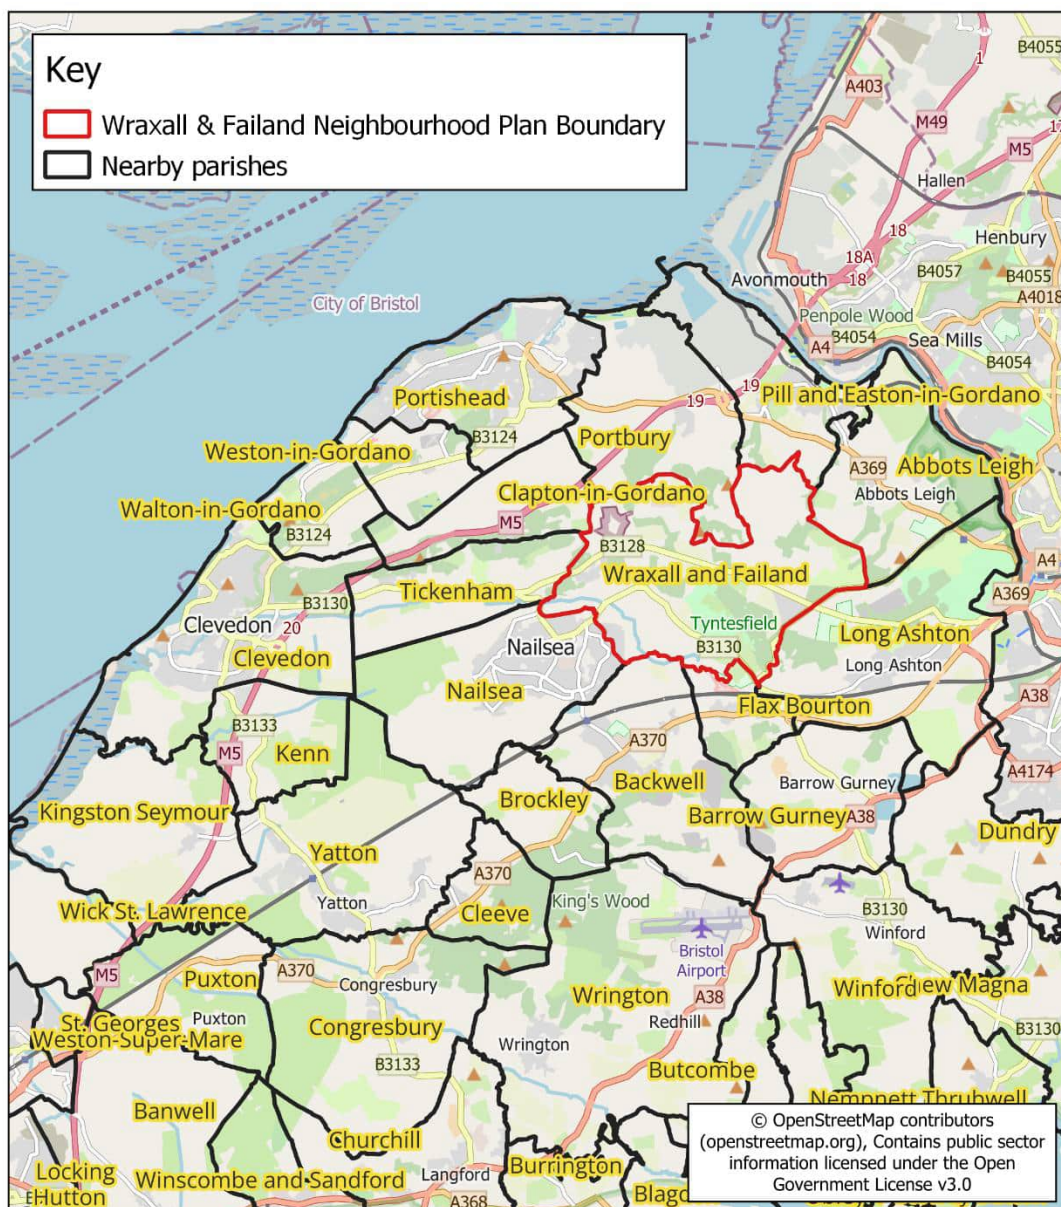 Key
Wraxall & Failand Neighbourhood Plan Boundary
Nearby parishes
B4055
A403
1
M49
M5
Hallen
18
Henbury
18A
Avonmouth
18
B4057
B4055
City of Bristol
A4018
Penpole Wood
B4054
A4
Sea Mills
B4054
19
Portishead
19
Pill and Easton-in-Gordano
B3124
Portbury
Weston-in-Gordano
A369
Abbots Leigh
Clapton-in-Gordano
Abbots Leigh
Walton-in-Gordano
M5
B3124
B3128
A4
Wraxall and Failand
Tickenham
B3130
A369
Clevedon
20
Tyntesfield
Long Ashton
Nailsea
B3130
Clevedon
Long Ashton
Nailsea
A38
Flax Bourton
B3133
A370
M5
Kenn
A4174
Backwell
Barrow Gurney
Brockley
Kingston Seymour
Barrow Gurney
A38
Dundry
Yatton
A370
King's Wood
B3130
Yatton
Cleeve
Wick St. Lawrence
Winford
Bristol
Airport
M5
A370
Puxton
Congresbury
Winford
Chew Magna
Wrington
A38
Puxton
St. Georges
Congresbury
Redhill
B3130
Weston-Super-Mare
Wrington
B3133
Butcombe
Nempnett Thrubwell
Banwell
Churchill
Locking
Winscombe and Sandford
Langford
Burrington
Hutton
A368
© OpenStreetMap contributors
(openstreetmap.org), Contains public sector
information licensed under the Open
Government License v3.0